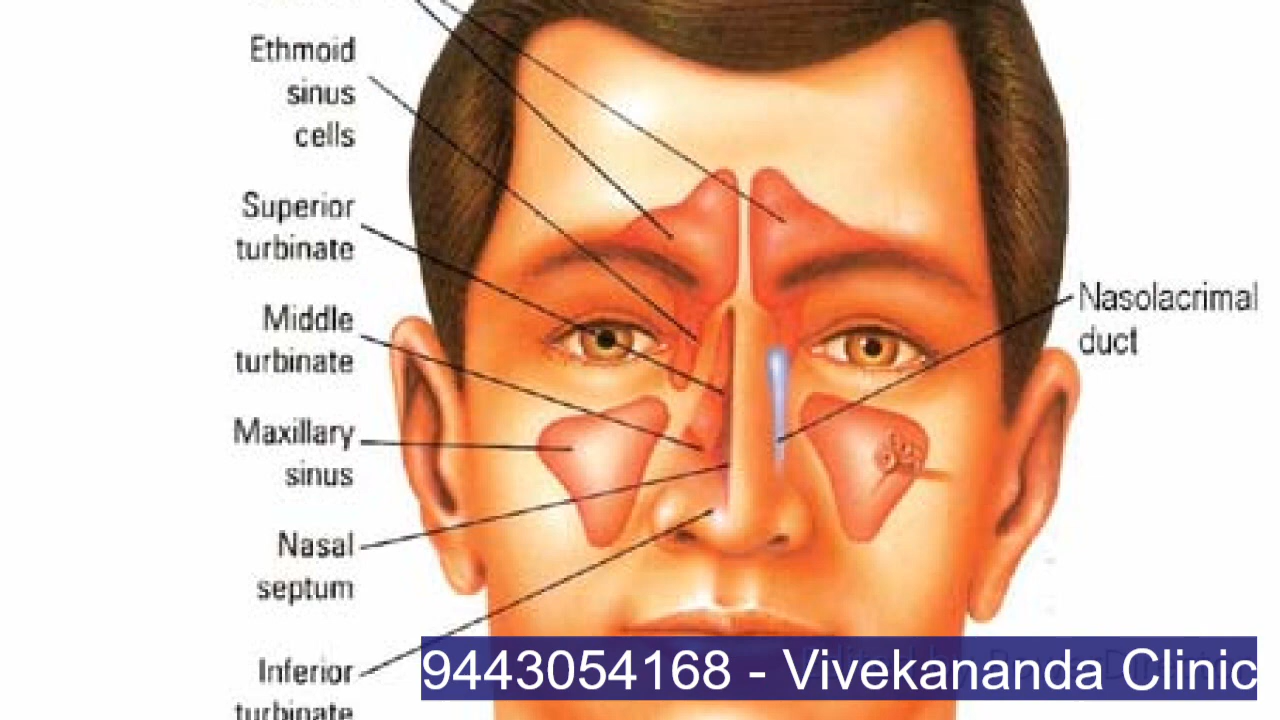 Ethmoid
sinus
cells
Superior
turbinate
Middle
turbinate
Maxillary
sinus
Nasal
septum
Inferior
turbinate
Nasolacrimal
duct
9443054168 - Vivekananda Clinic